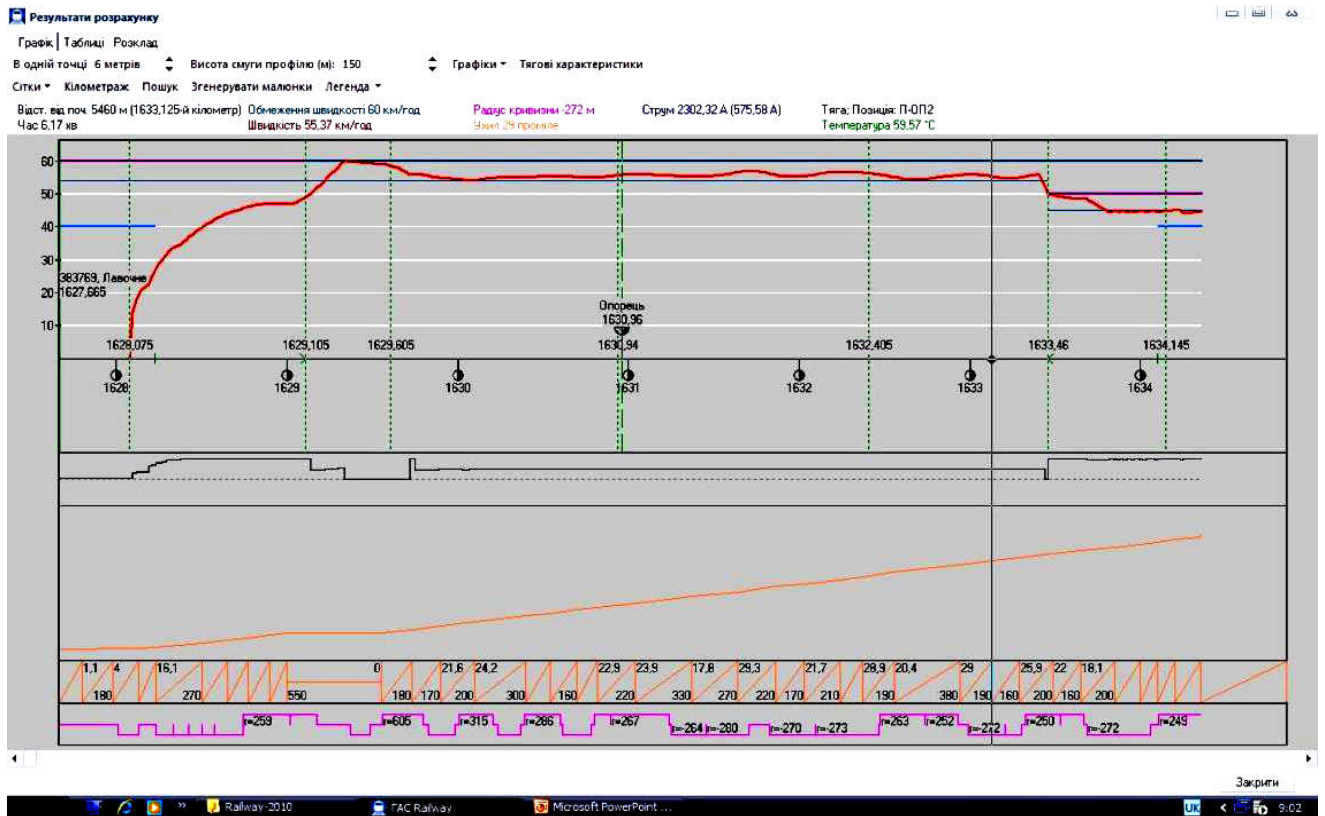 Результати розрахунку
Графік Таблиці Розклад
В одній точці 6 метрів Висота смуги профілю (м): 150 Графіки Тягові характеристики
Сітки Кілометраж Пошук Згенерувати малюнки Легенда
Відст. від поч. 5460 м (1633,125-й кілометр) Обмеження швидкості 60 км/год Радіус кривизни -272 м Струм 2302,32 А (575,58 А) Тяга; Позиція: П-ОП2
Час 6,17 хв Швидкість 55,37 км/год Ухил 29 проміле Температура 59,57 °C
60
50
40
30
383769, Лавочне
20 1627,665
Опорець
10 1630,96
1628,075 1629,105 1629,605 1630,94 1632,405 1633,46 1634,145
1628 1629 1630 1631 1632 1633 1634
1,1 4 16,1 0 21,6 24,2 22,9 23,9 17,8 25,3 21,7 28,9 20,4 29 25,9 22 18,1
180 270 550 180 170 200 300 160 220 330 270 220 170 210 190 380 190 160 200 160 200
r=259 r=605 r=315 r=286 r=267 r=-264 r=-280 r=-270 r=-273 r=263 r=252 r=-272 r=250 r=-272 r=249
Закрити
» Railway-2010 ГАС Railway Microsoft PowerPoint ... UK 9:02